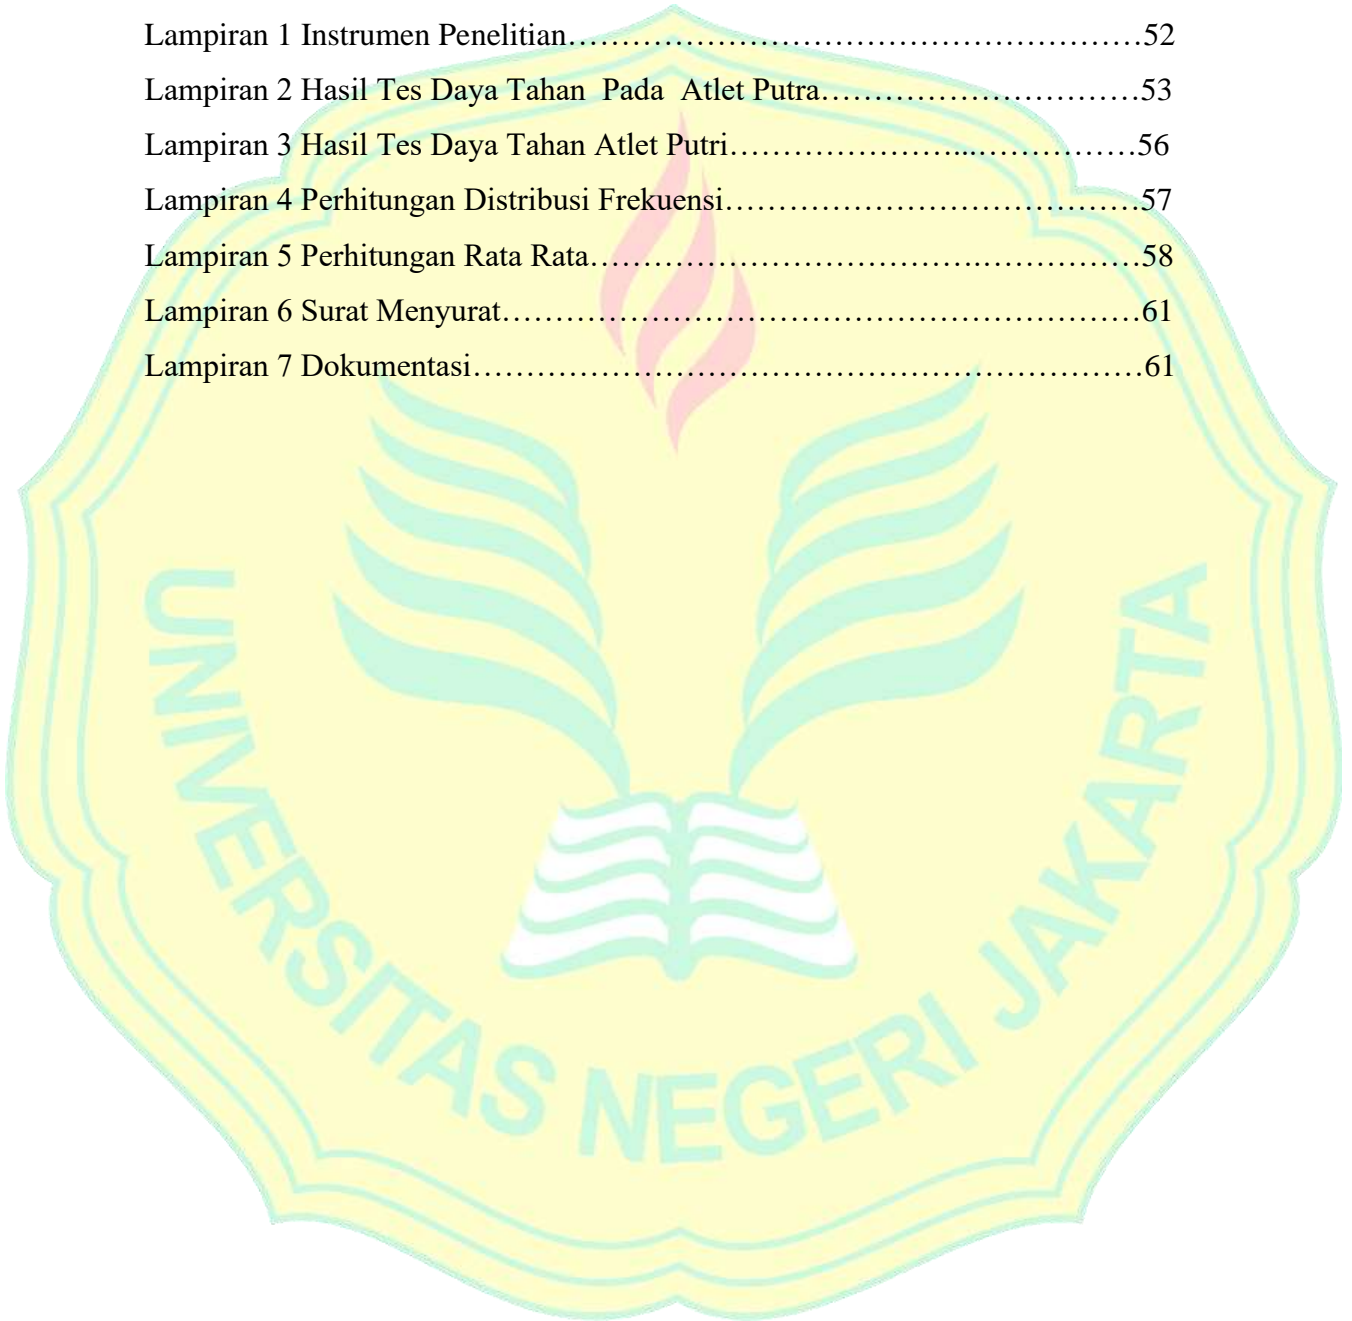 Lampiran 1 Instrumen Penelitian……………………………………………………….52
Lampiran 2 Hasil Tes Daya Tahan  Pada  Atlet Putra………………………………53
Lampiran 3 Hasil Tes Daya Tahan Atlet Putri…………………...………………56
Lampiran 4 Perhitungan Distribusi Frekuensi……………………………………….57
Lampiran 5 Perhitungan Rata Rata…………………………………….………………58
Lampiran 6 Surat Menyurat………………………………………………………………61
Lampiran 7 Dokumentasi…………………………………………………………………61
UNIVERSITAS NEGERI JAKARTA